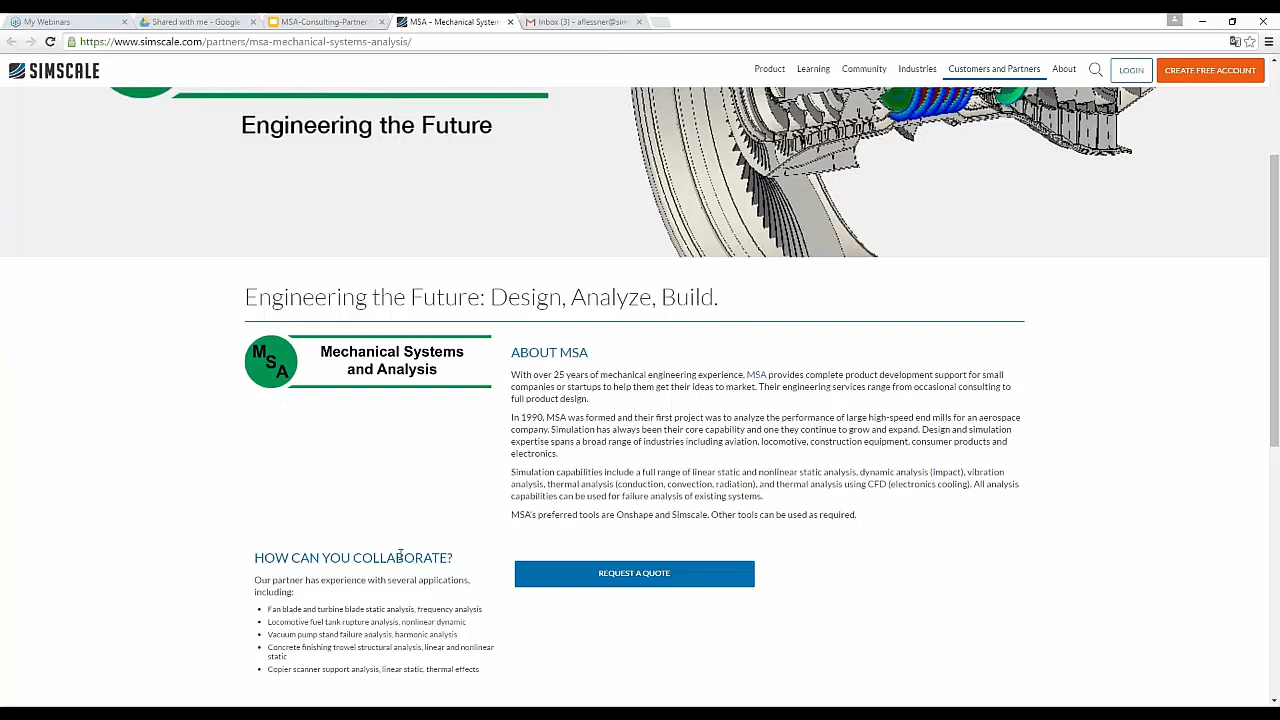 My Webinars
Shared with me - Google
MSA-Consulting-Partner-
MSA - Mechanical System
Inbox (3) - aflessner@sim
https://www.simscale.com/partners/msa-mechanical-systems-analysis/
SIMSCALE
Product
Learning
Community
Industries
Customers and Partners
About
LOGIN
CREATE FREE ACCOUNT
Engineering the Future
Engineering the Future: Design, Analyze, Build.
MSA
Mechanical Systems
and Analysis
ABOUT MSA
With over 25 years of mechanical engineering experience, MSA provides complete product development support for small
companies or startups to help them get their ideas to market. Their engineering services range from occasional consulting to
full product design.
In 1990, MSA was formed and their first project was to analyze the performance of large high-speed end mills for an aerospace
company. Simulation has always been their core capability and one they continue to grow and expand. Design and simulation
expertise spans a broad range of industries including aviation, locomotive, construction equipment, consumer products and
electronics.
Simulation capabilities include a full range of linear static and nonlinear static analysis, dynamic analysis (impact), vibration
analysis, thermal analysis (conduction, convection, radiation), and thermal analysis using CFD (electronics cooling). All analysis
capabilities can be used for failure analysis of existing systems.
MSA's preferred tools are Onshape and Simscale. Other tools can be used as required.
HOW CAN YOU COLLABORATE?
Our partner has experience with several applications,
including:
• Fan blade and turbine blade static analysis, frequency analysis
• Locomotive fuel tank rupture analysis, nonlinear dynamic
• Vacuum pump stand failure analysis, harmonic analysis
• Concrete finishing trowel structural analysis, linear and nonlinear
static
• Copier scanner support analysis, linear static, thermal effects
REQUEST A QUOTE